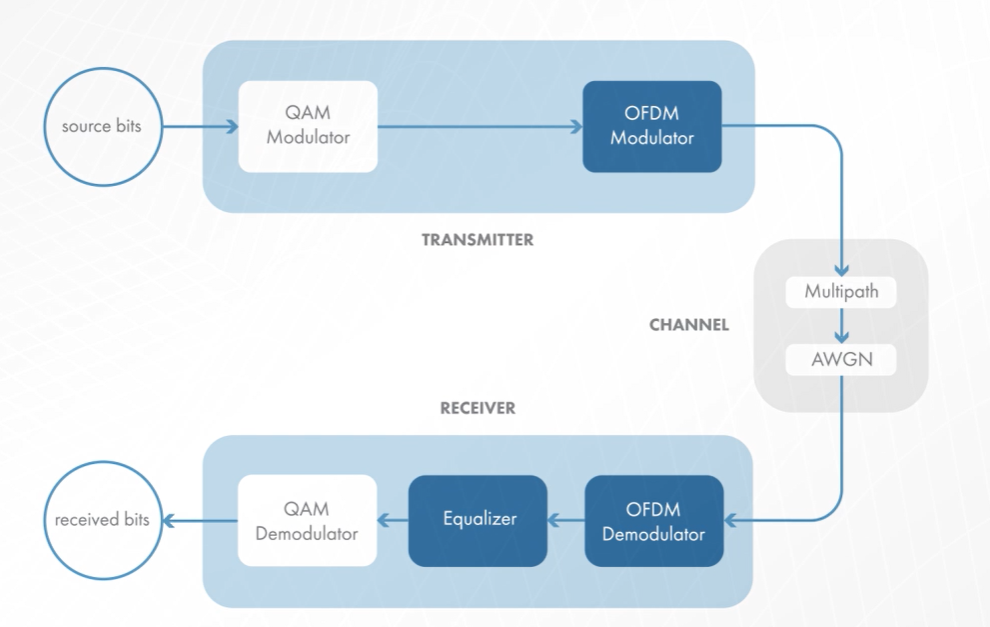 source bits
QAM
Modulator
OFDM
Modulator
TRANSMITTER
Multipath
CHANNEL
AWGN
RECEIVER
received bits
QAM
Demodulator
Equalizer
OFDM
Demodulator